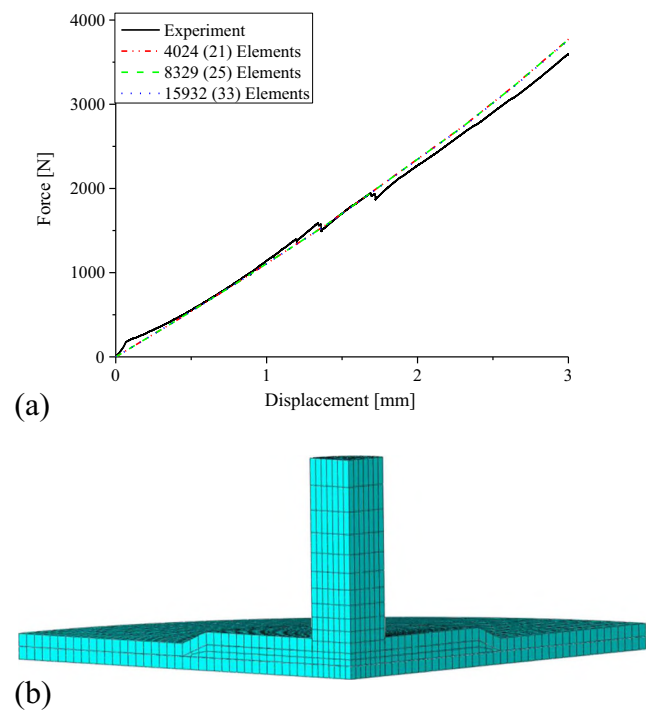 4000
Experiment
4024 (21) Elements
8329 (25) Elements
15932 (33) Elements
3000
Force [N]
2000
1000
0
0 1 2 3
Displacement [mm]
(a)
(b)